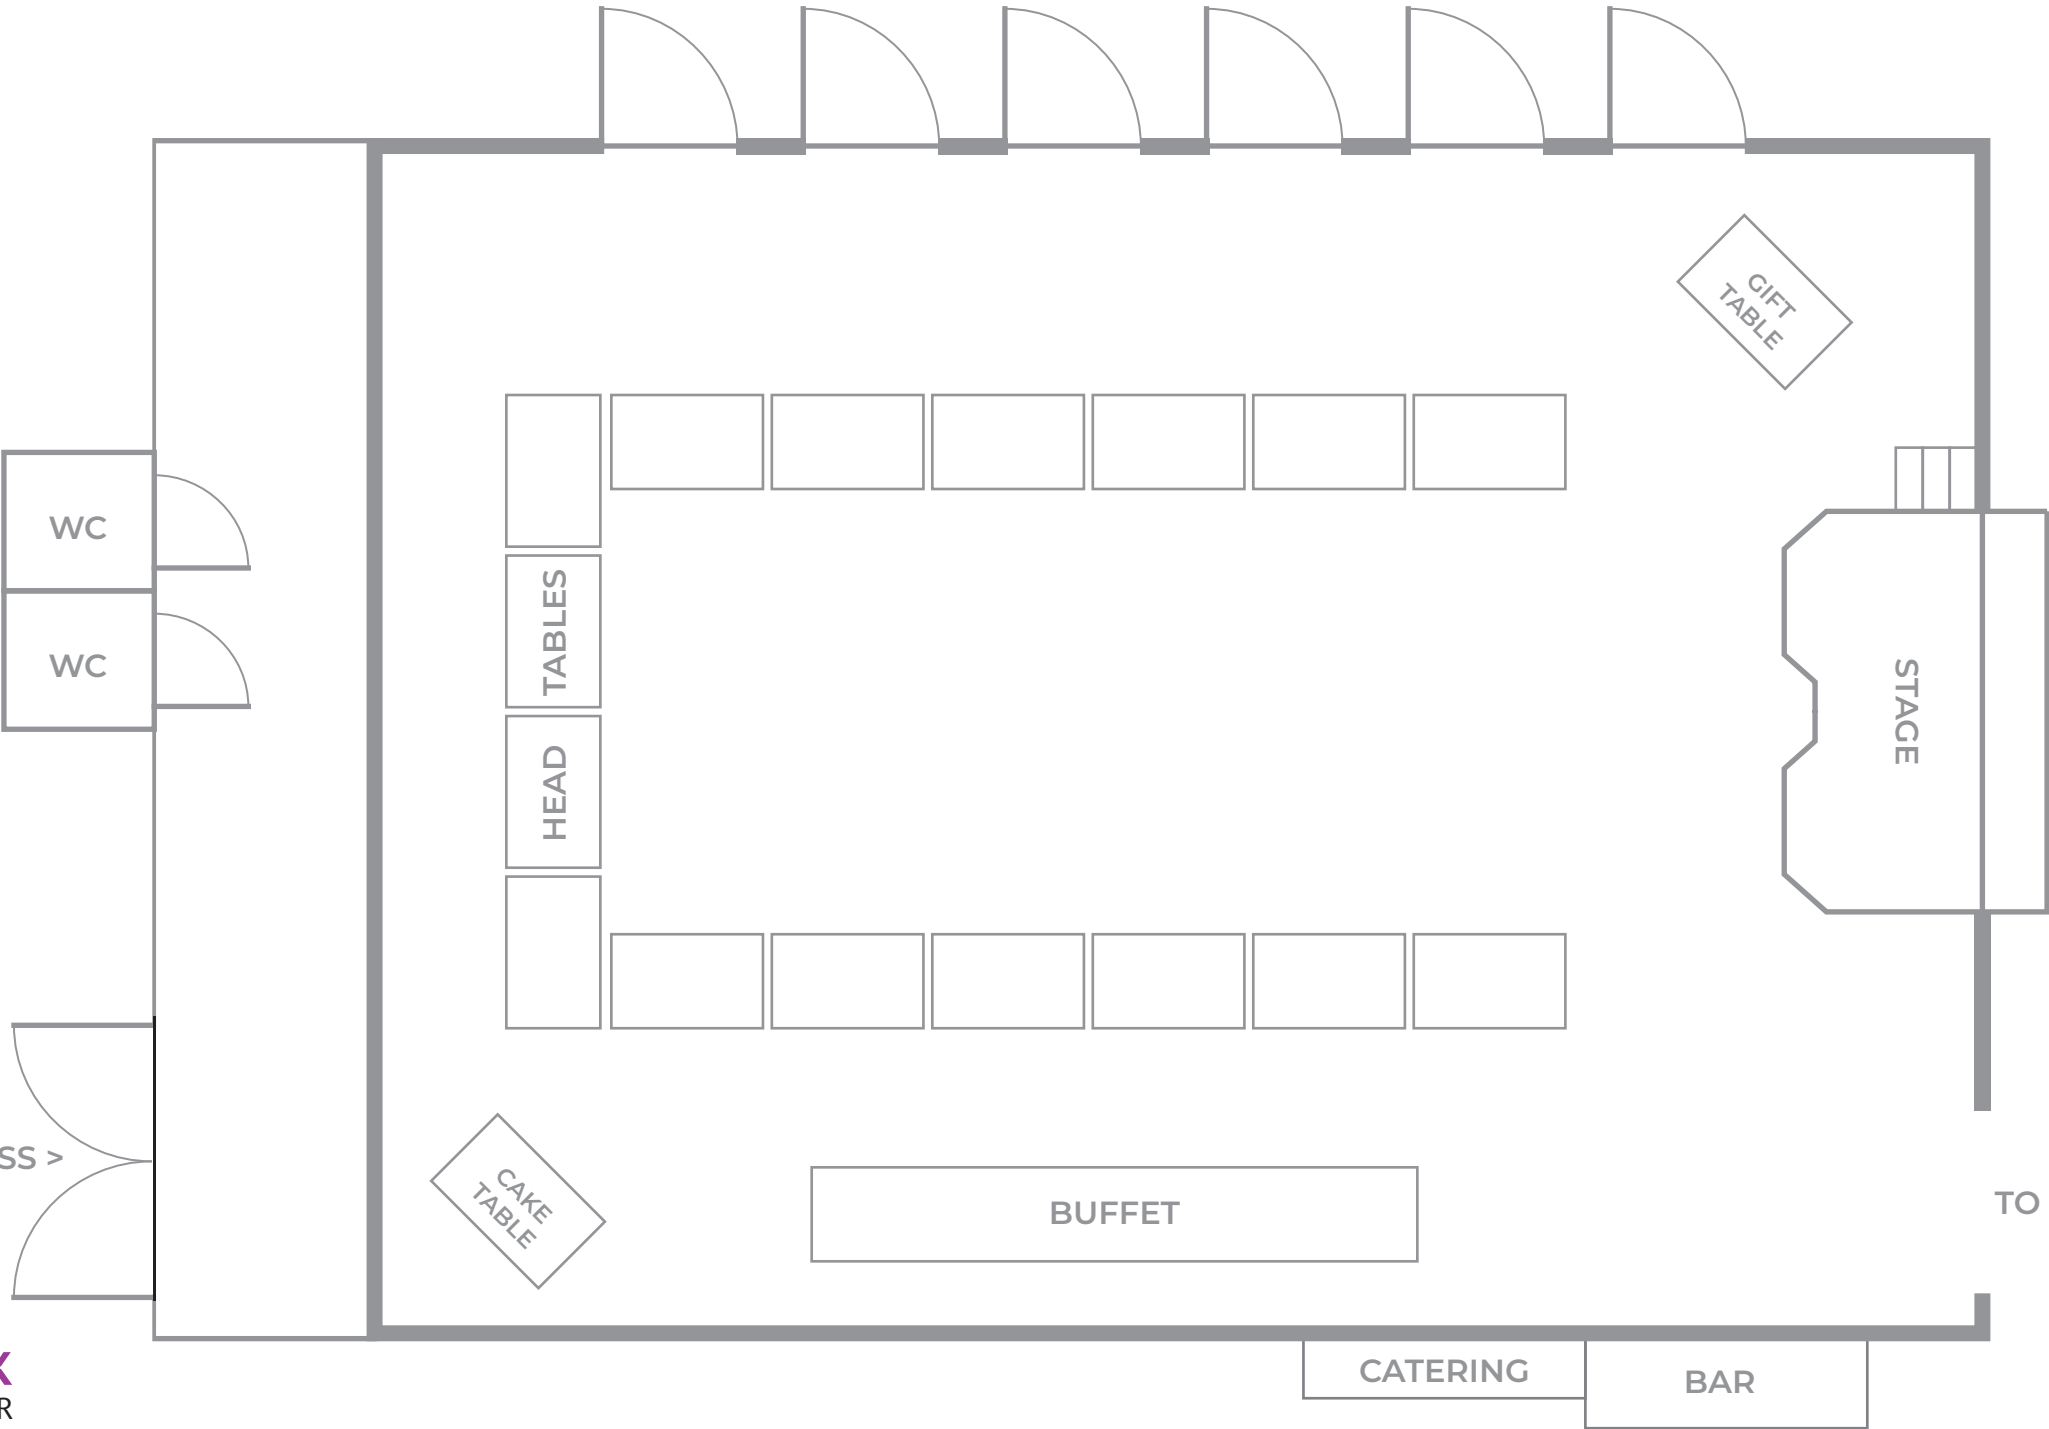 GIFT
TABLE
WC
WC
TABLES
HEAD
STAGE
SS >
CAKE
TABLE
BUFFET
TO
CATERING
BAR
X
R